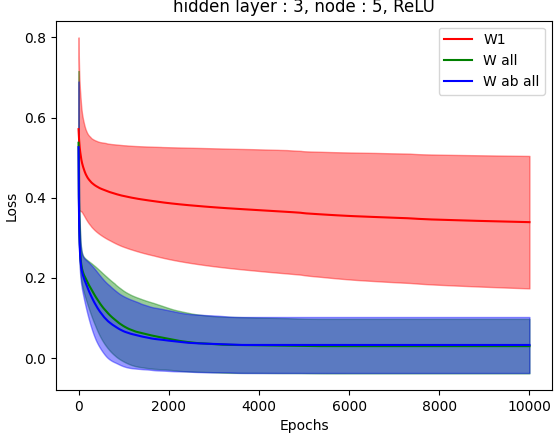 hidden layer : 3, node : 5, ReLU
0.8
0.6
0.4
0.2
0.0
Loss
W1
W all
W ab all
0 2000 4000 6000 8000 10000
Epochs